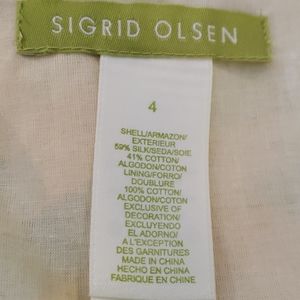 SIGRID OLSEN
4
SHELL/ARMAZON/
EXTERIEUR
59% SILK/SEDA/SOIE
41% COTTON/
ALGODON/COTON
LINING/FORRO/
DOUBLURE
100% COTTON/
ALGODON/COTON
EXCLUSIVE OF
DECORATION/
EXCLUYENDO
EL ADORNO/
A L'EXCEPTION
DES GARNITURES
MADE IN CHINA
HECHO EN CHINA
FABRIQUE EN CHINE